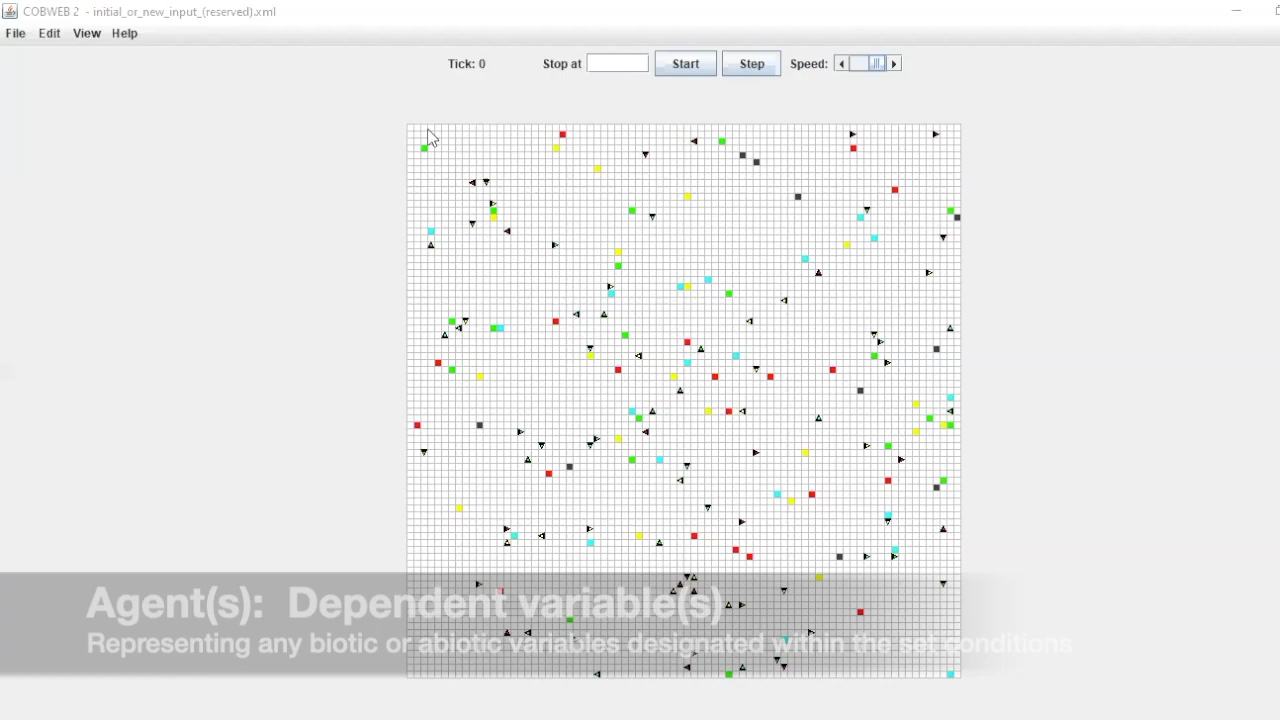 COBWEB 2 - initial_or_new_input_(reserved).xml
File Edit View Help
Tick: 0 Stop at Start Step Speed:
Agent(s): Dependent variable(s)
Representing any biotic or abiotic variables designated within the set conditions